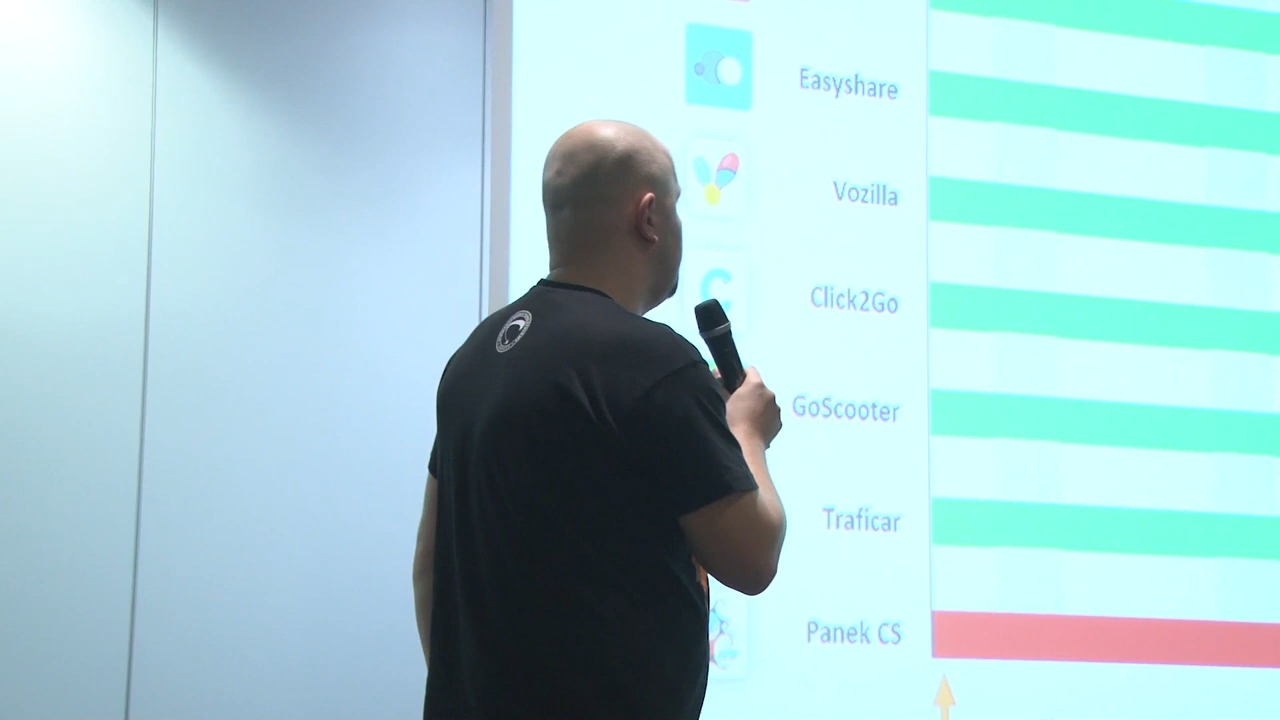 Easyshare
Vozilla
Click2Go
GoScooter
Traficar
Panek CS